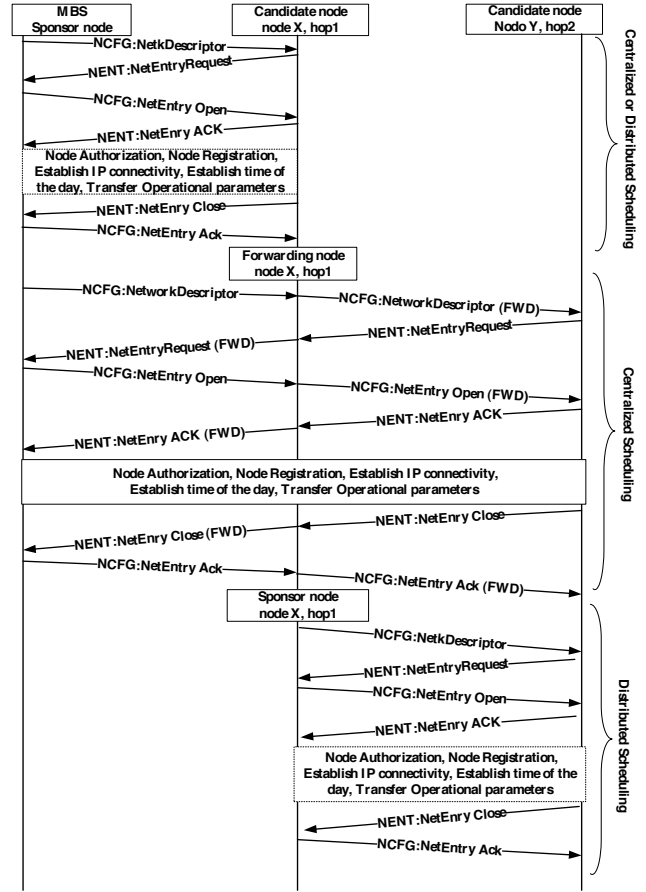 MBS
Sponsor node
Candidate node
node X, hop1
Candidate node
Nodo Y, hop2
NCFG:NetkDescriptor
NENT:NetEntryRequest
NCFG:NetEntry Open
NENT:NetEnry ACK
Node Authorization, Node Registration,
Establish IP connectivity, Establish time of
the day, Transfer Operational parameters
NENT:NetEnry Close
NCFG:NetEntry Ack
Centralized or Distributed Scheduling
Forwarding node
node X, hop1
NCFG:NetworkDescriptor
NCFG:NetworkDescriptor (FWD)
NENT:NetEntryRequest
NENT:NetEntryRequest (FWD)
NCFG:NetEntry Open
NCFG:NetEntry Open (FWD)
NENT:NetEnry ACK
NENT:NetEnry ACK (FWD)
Node Authorization, Node Registration, Establish IP connectivity,
Establish time of the day, Transfer Operational parameters
NENT:NetEnry Close
NENT:NetEnry Close (FWD)
NCFG:NetEntry Ack
NCFG:NetEntry Ack (FWD)
Centralized Scheduling
Sponsor node
node X, hop1
NCFG:NetkDescriptor
NENT:NetEntryRequest
NCFG:NetEntry Open
NENT:NetEnry ACK
Node Authorization, Node Registration,
Establish IP connectivity, Establish time of the
day, Transfer Operational parameters
NENT:NetEnry Close
NCFG:NetEntry Ack
Distributed Scheduling